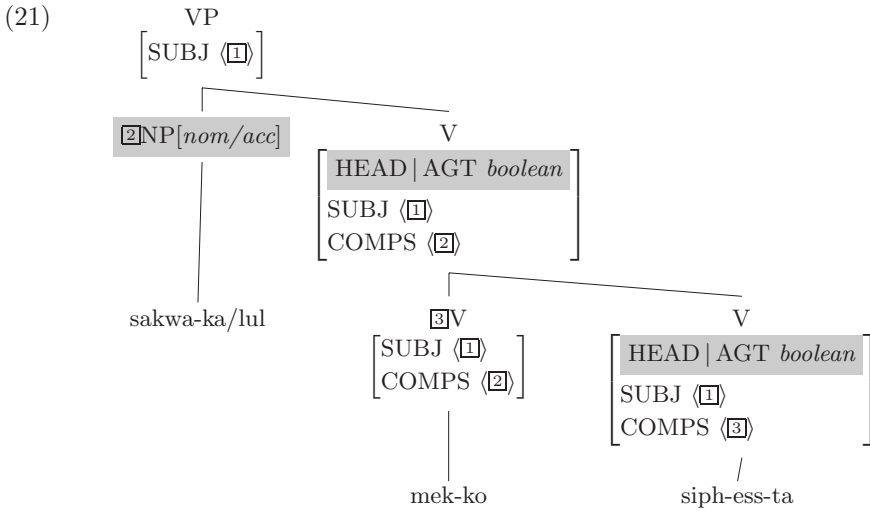 (21)
VP
[SUBJ ⟨1⟩]
2NP[nom/acc]
V
HEAD | AGT boolean
SUBJ ⟨1⟩
COMPS ⟨2⟩
sakwa-ka/lul
3V
SUBJ ⟨1⟩
COMPS ⟨2⟩
V
HEAD | AGT boolean
SUBJ ⟨1⟩
COMPS ⟨3⟩
mek-ko
siph-ess-ta